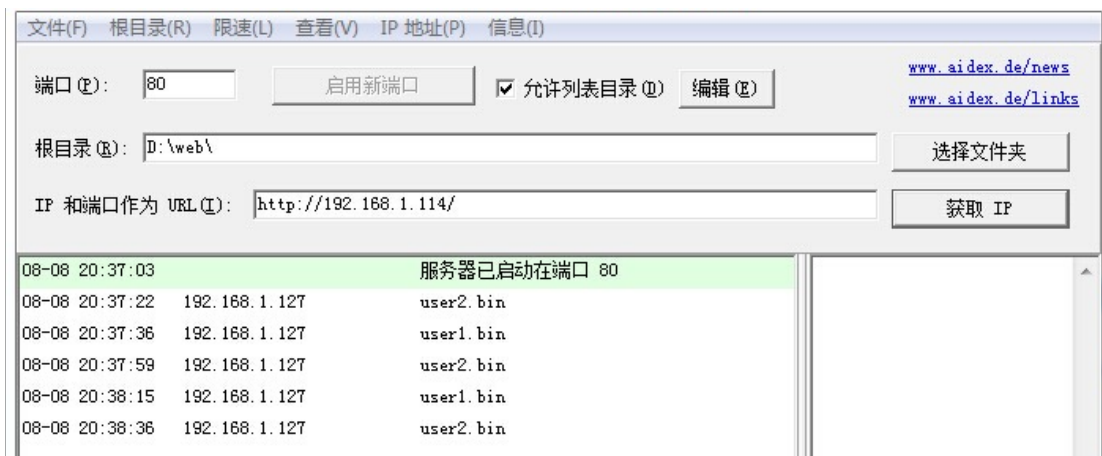 文件(F) 根目录(R) 限速(L) 查看(V) IP 地址(P) 信息(I)
端口(P): 80 启用新端口 允许列表目录(D) 编辑(E) www.aidex.de/news
www.aidex.de/links
根目录(R): D:\web\ 选择文件夹
IP 和端口作为 URL(I): http://192.168.1.114/ 获取 IP
08-08 20:37:03 服务器已启动在端口 80
08-08 20:37:22 192.168.1.127 user2.bin
08-08 20:37:36 192.168.1.127 user1.bin
08-08 20:37:59 192.168.1.127 user2.bin
08-08 20:38:15 192.168.1.127 user1.bin
08-08 20:38:36 192.168.1.127 user2.bin